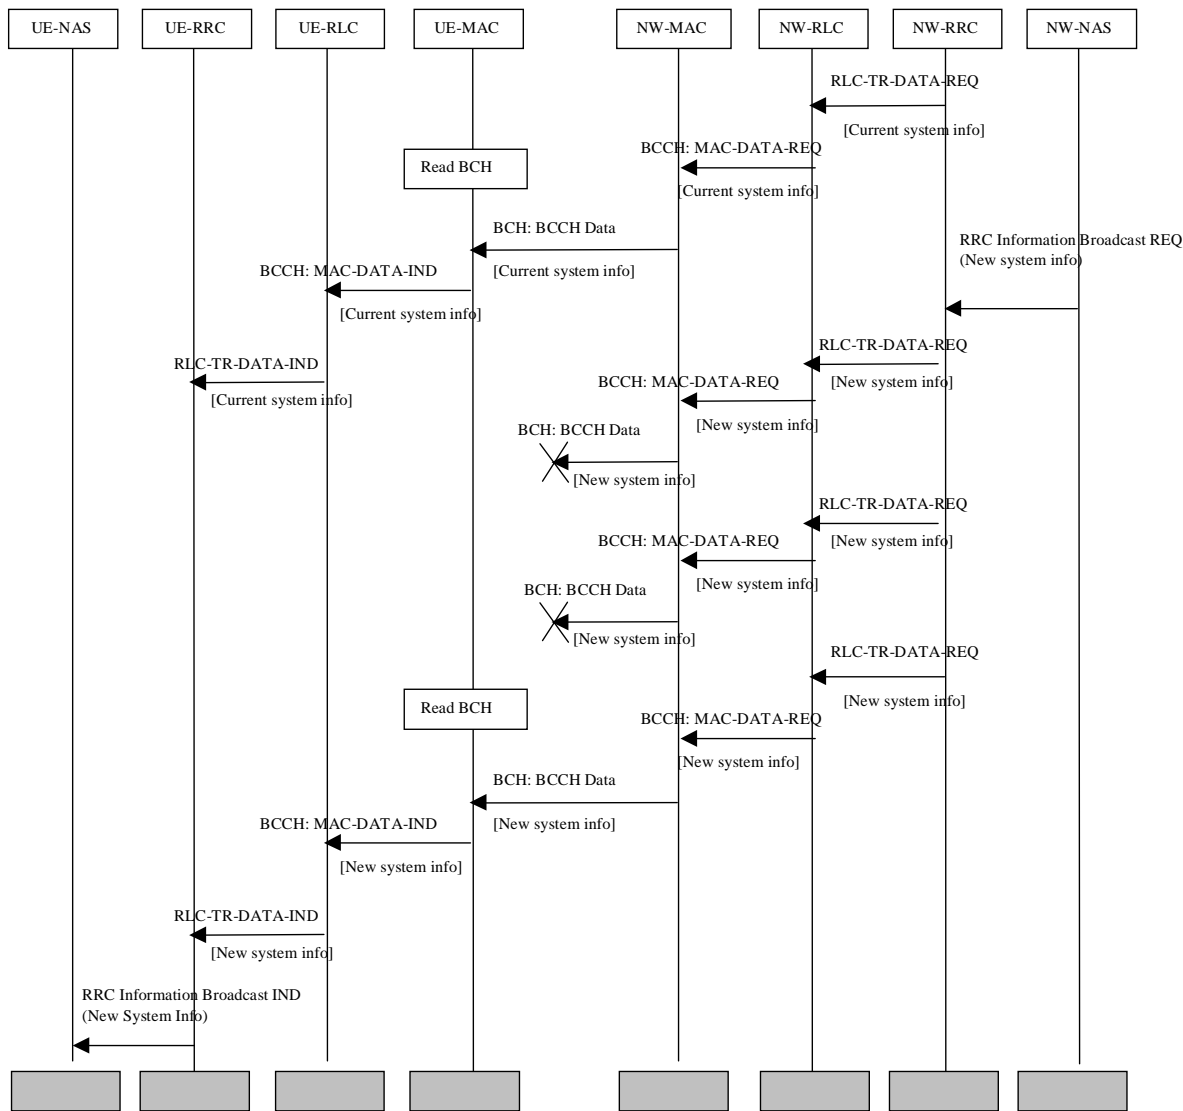 UE-NAS
UE-RRC
UE-RLC
UE-MAC
NW-MAC
NW-RLC
NW-RRC
NW-NAS
RLC-TR-DATA-REQ
[Current system info]
BCCH: MAC-DATA-REQ
Read BCH
[Current system info]
BCH: BCCH Data
RRC Information Broadcast REQ
(New system info)
BCCH: MAC-DATA-IND
[Current system info]
[Current system info]
RLC-TR-DATA-REQ
RLC-TR-DATA-IND
[New system info]
BCCH: MAC-DATA-REQ
[Current system info]
[New system info]
BCH: BCCH Data
[New system info]
RLC-TR-DATA-REQ
BCCH: MAC-DATA-REQ
[New system info]
[New system info]
BCH: BCCH Data
[New system info]
RLC-TR-DATA-REQ
[New system info]
Read BCH
BCCH: MAC-DATA-REQ
[New system info]
BCH: BCCH Data
BCCH: MAC-DATA-IND
[New system info]
[New system info]
RLC-TR-DATA-IND
[New system info]
RRC Information Broadcast IND
(New System Info)